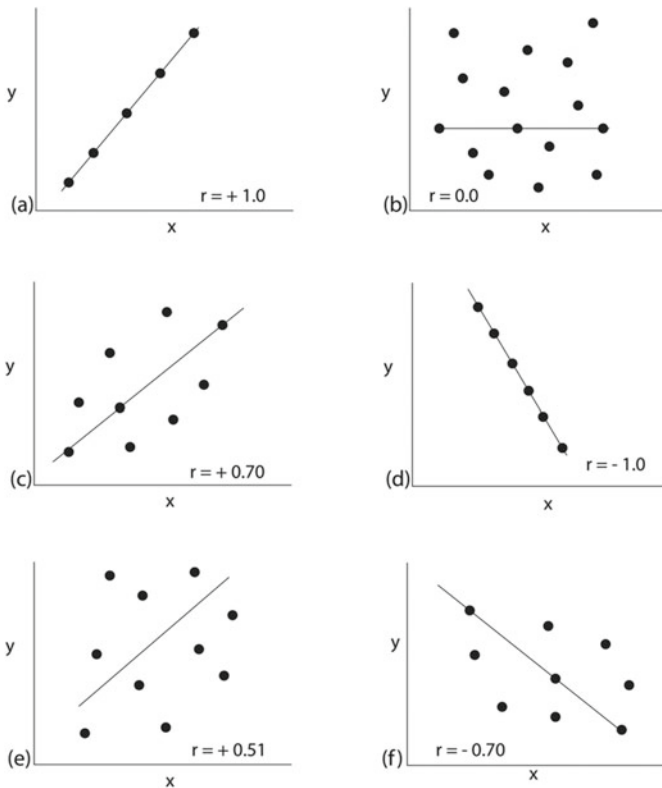 y
(a)
r = + 1.0
x
y
(b)
r = 0.0
x
y
(c)
r = + 0.70
x
y
(d)
r = - 1.0
x
y
(e)
r = + 0.51
x
y
(f)
r = - 0.70
x